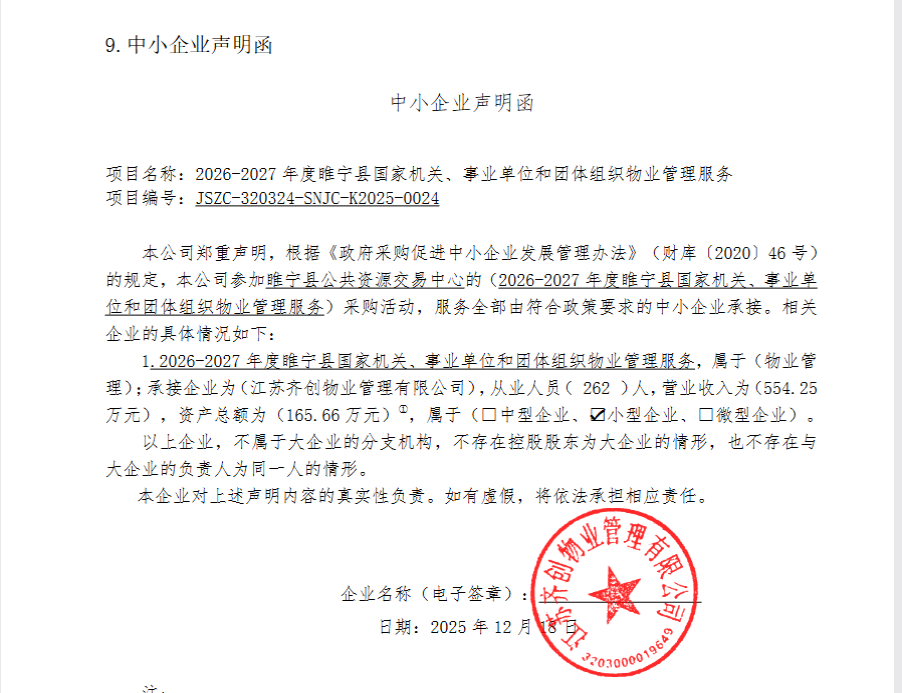 9.中小企业声明函
中小企业声明函
项目名称：2026-2027 年度睢宁县国家机关、事业单位和团体组织物业管理服务
项目编号：JSZC-320324-SNJC-K2025-0024
本公司郑重声明，根据《政府采购促进中小企业发展管理办法》（财库〔2020〕46 号）
的规定，本公司参加睢宁县公共资源交易中心的（2026-2027 年度睢宁县国家机关、事业单
位和团体组织物业管理服务）采购活动，服务全部由符合政策要求的中小企业承接。相关
企业的具体情况如下：
1. 2026-2027 年度睢宁县国家机关、事业单位和团体组织物业管理服务，属于（物业管
理）；承接企业为（江苏齐创物业管理有限公司），从业人员（ 262 ）人，营业收入为（554.25
万元），资产总额为（165.66 万元）①，属于（□中型企业、☑小型企业、□微型企业）。
以上企业，不属于大企业的分支机构，不存在控股股东为大企业的情形，也不存在与
大企业的负责人为同一人的情形。
本企业对上述声明内容的真实性负责。如有虚假，将依法承担相应责任。
企业名称（电子签章）：
日期：2025 年 12 月 18 日
江苏齐创物业管理有限公司
3203000019649